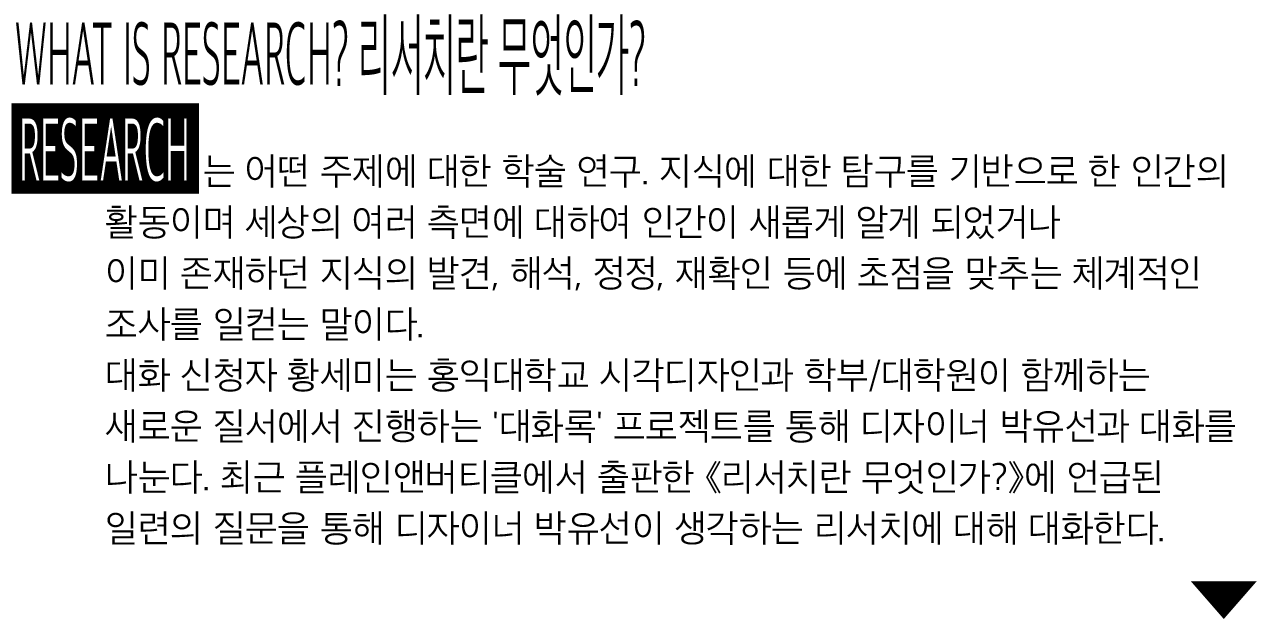 WHAT IS RESEARCH? 리서치란 무엇인가?
RESEARCH는 어떤 주제에 대한 학술 연구. 지식에 대한 탐구를 기반으로 한 인간의
활동이며 세상의 여러 측면에 대하여 인간이 새롭게 알게 되었거나
이미 존재하던 지식의 발견, 해석, 정정, 재확인 등에 초점을 맞추는 체계적인
조사를 일컫는 말이다.
대화 신청자 황세미는 홍익대학교 시각디자인과 학부/대학원이 함께하는
새로운 질서에서 진행하는 '대화록' 프로젝트를 통해 디자이너 박유선과 대화를
나눈다. 최근 플레인앤버티클에서 출판한 《리서치란 무엇인가?》에 언급된
일련의 질문을 통해 디자이너 박유선이 생각하는 리서치에 대해 대화한다.